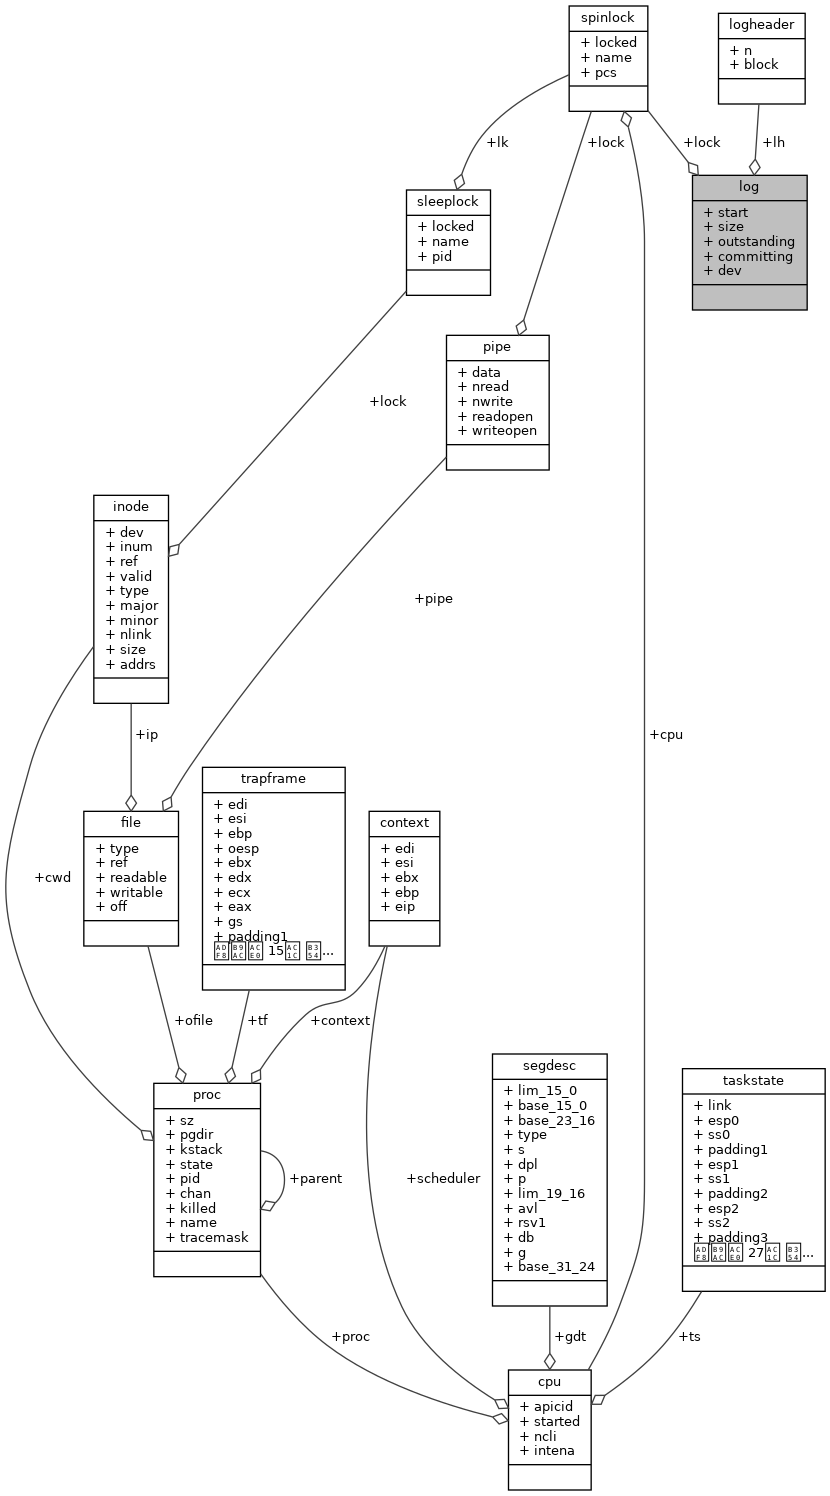 spinlock
+ locked
+ name
+ pcs
logheader
+ n
+ block
+lk
+lock
+lock
+lh
log
+ start
+ size
+ outstanding
+ committing
+ dev
sleeplock
+ locked
+ name
+ pid
pipe
+ data
+ nread
+ nwrite
+ readopen
+ writeopen
+lock
inode
+ dev
+ inum
+ ref
+ valid
+ type
+ major
+ minor
+ nlink
+ size
+ addrs
+pipe
+ip
+cpu
trapframe
+ edi
+ esi
+ ebp
+ oesp
+ ebx
+ edx
+ ecx
+ eax
+ gs
+ padding1
15
...
file
+ type
+ ref
+ readable
+ writable
+ off
context
+ edi
+ esi
+ ebx
+ ebp
+ eip
+cwd
+ofile
+tf
+context
proc
+ sz
+ pgdir
+ kstack
+ state
+ pid
+ chan
+ killed
+ name
+ tracemask
+parent
+scheduler
segdesc
+ lim_15_0
+ base_15_0
+ base_23_16
+ type
+ s
+ dpl
+ p
+ lim_19_16
+ avl
+ rsv1
+ db
+ g
+ base_31_24
taskstate
+ link
+ esp0
+ ss0
+ padding1
+ esp1
+ ss1
+ padding2
+ esp2
+ ss2
+ padding3
27
...
+proc
+gdt
+ts
cpu
+ apicid
+ started
+ ncli
+ intena